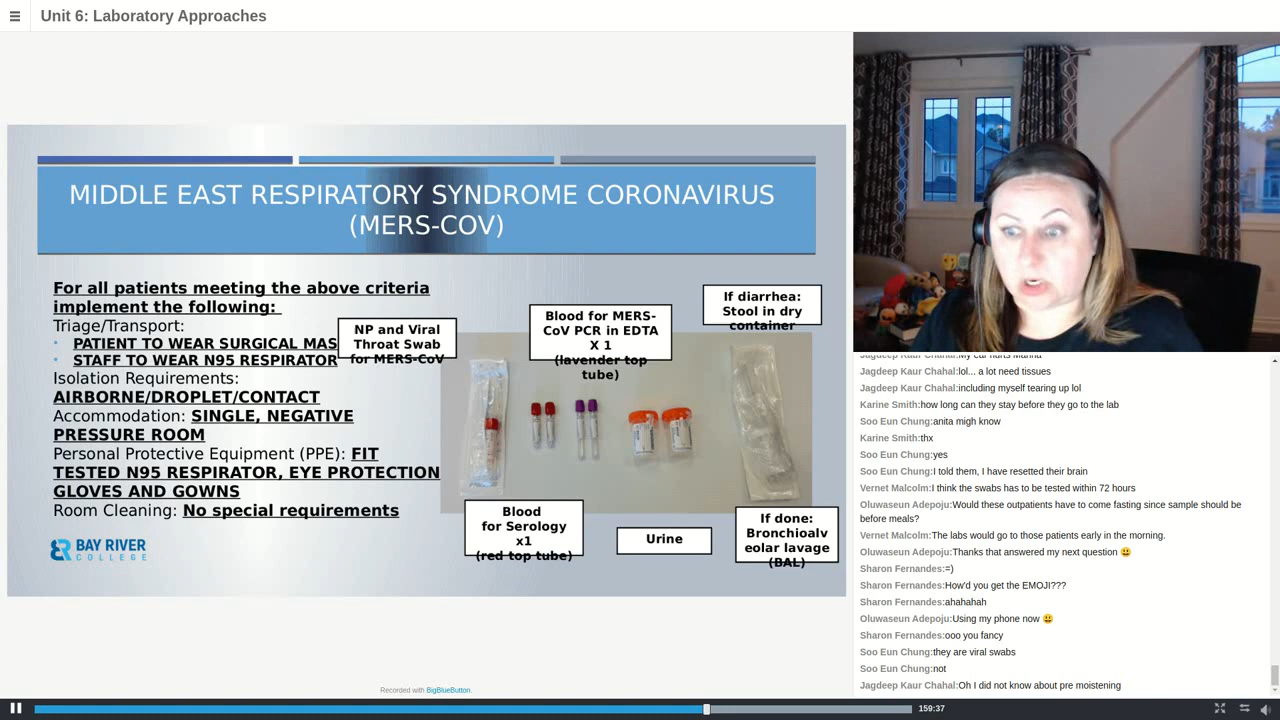 Unit 6: Laboratory Approaches
MIDDLE EAST RESPIRATORY SYNDROME CORONAVIRUS
(MERS-COV)
For all patients meeting the above criteria
implement the following:
Triage/Transport:
• PATIENT TO WEAR SURGICAL MAS
• STAFF TO WEAR N95 RESPIRATOR
Isolation Requirements:
AIRBORNE/DROPLET/CONTACT
Accommodation: SINGLE, NEGATIVE
PRESSURE ROOM
Personal Protective Equipment (PPE): FIT
TESTED N95 RESPIRATOR, EYE PROTECTION
GLOVES AND GOWNS
Room Cleaning: No special requirements
BAY RIVER
COLLEGE
NP and Viral
Throat Swab
for MERS-CoV
Blood for MERS-
CoV PCR in EDTA
X 1
(lavender top
tube)
If diarrhea:
Stool in dry
container
Blood
for Serology
x1
(red top tube)
Urine
If done:
Bronchioalv
eolar lavage
(BAL)
Jagdeep Kaur Chahal:My ear hurts Marina
Jagdeep Kaur Chahal:lol... a lot need tissues
Jagdeep Kaur Chahal:including myself tearing up lol
Karine Smith:how long can they stay before they go to the lab
Soo Eun Chung:anita migh know
Karine Smith:thx
Soo Eun Chung:yes
Soo Eun Chung:I told them, I have resetted their brain
Vernet Malcolm:I think the swabs has to be tested within 72 hours
Oluwaseun Adepoju:Would these outpatients have to come fasting since sample should be
before meals?
Vernet Malcolm:The labs would go to those patients early in the morning.
Oluwaseun Adepoju:Thanks that answered my next question 😃
Sharon Fernandes:=)
Sharon Fernandes:How'd you get the EMOJI???
Sharon Fernandes:ahahahah
Oluwaseun Adepoju:Using my phone now 😃
Sharon Fernandes:ooo you fancy
Soo Eun Chung:they are viral swabs
Soo Eun Chung:not
Jagdeep Kaur Chahal:Oh I did not know about pre moistening
Recorded with BigBlueButton.
159:37